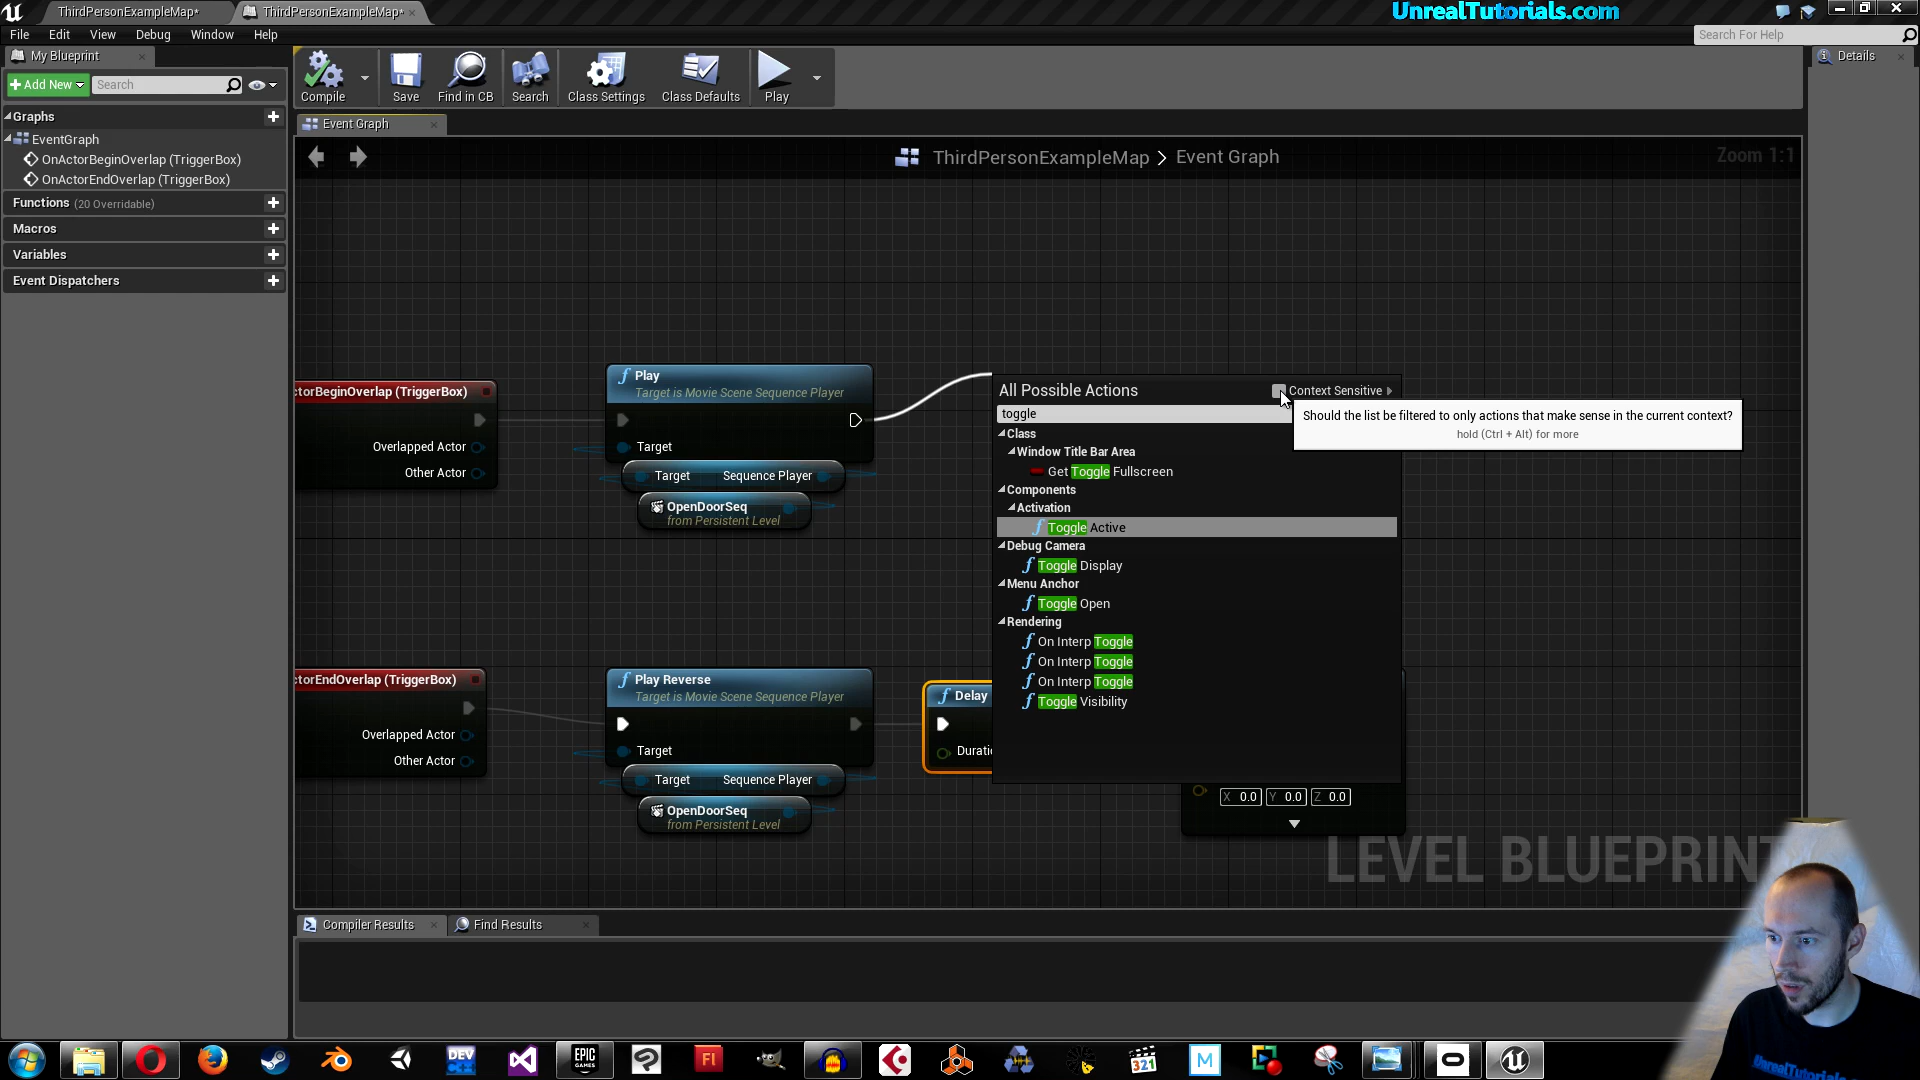 ThirdPersonExampleMap*
ThirdPersonExampleMap*
UnrealTutorials.com
File Edit View Debug Window Help
Search For Help
My Blueprint
Details
Add New
Search
Compile
Save
Find in CB
Search
Class Settings
Class Defaults
Play
Graphs
EventGraph
OnActorBeginOverlap (TriggerBox)
OnActorEndOverlap (TriggerBox)
Functions (20 Overridable)
Macros
Variables
Event Dispatchers
Event Graph
ThirdPersonExampleMap > Event Graph
Zoom 1:1
ctorBeginOverlap (TriggerBox)
Overlapped Actor
Other Actor
Play
Target is Movie Scene Sequence Player
Target
Target Sequence Player
OpenDoorSeq
from Persistent Level
All Possible Actions
Context Sensitive
toggle
Should the list be filtered to only actions that make sense in the current context?
hold (Ctrl + Alt) for more
Class
Window Title Bar Area
Get Toggle Fullscreen
Components
Activation
Toggle Active
Debug Camera
Toggle Display
Menu Anchor
Toggle Open
Rendering
On Interp Toggle
On Interp Toggle
On Interp Toggle
Toggle Visibility
ctorEndOverlap (TriggerBox)
Overlapped Actor
Other Actor
Play Reverse
Target is Movie Scene Sequence Player
Target
Target Sequence Player
OpenDoorSeq
from Persistent Level
Delay
Duratic
X 0.0 Y 0.0 Z 0.0
LEVEL BLUEPRINT
Compiler Results
Find Results
DEV
EPIC GAMES
Fl
321
M
UnrealTutorials.com